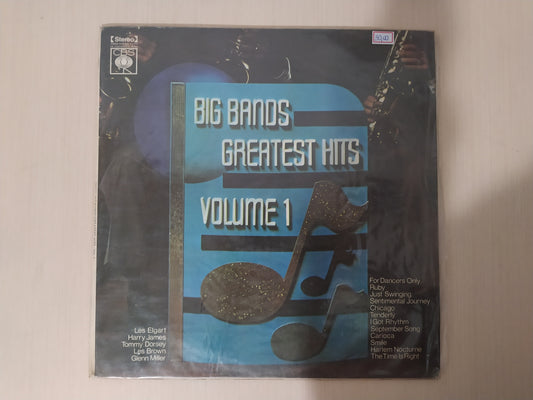 [Stereo]
CBS
BIG BANDS
GREATEST HITS
VOLUME 1
For Dancers Only
Ruby
Just Swinging
Sentimental Journey
Chicago
Tenderly
I Got Rhythm
September Song
Carioca
Smile
Harlem Nocturne
The Time Is Right
Les Elgart
Harry James
Tommy Dorsey
Les Brown
Glenn Miller